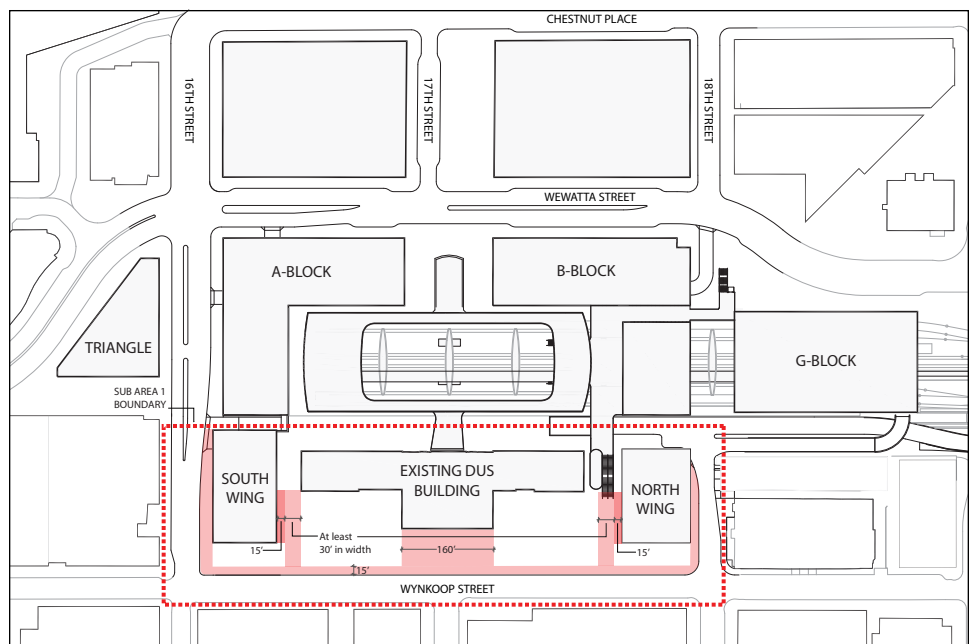 CHESTNUT PLACE
16TH STREET
17TH STREET
18TH STREET
WEWATTA STREET
A-BLOCK
B-BLOCK
TRIANGLE
G-BLOCK
SUB AREA 1
BOUNDARY
SOUTH
WING
EXISTING DUS
BUILDING
NORTH
WING
At least
30' in width
15'
160'
15'
15'
WYNKOOP STREET